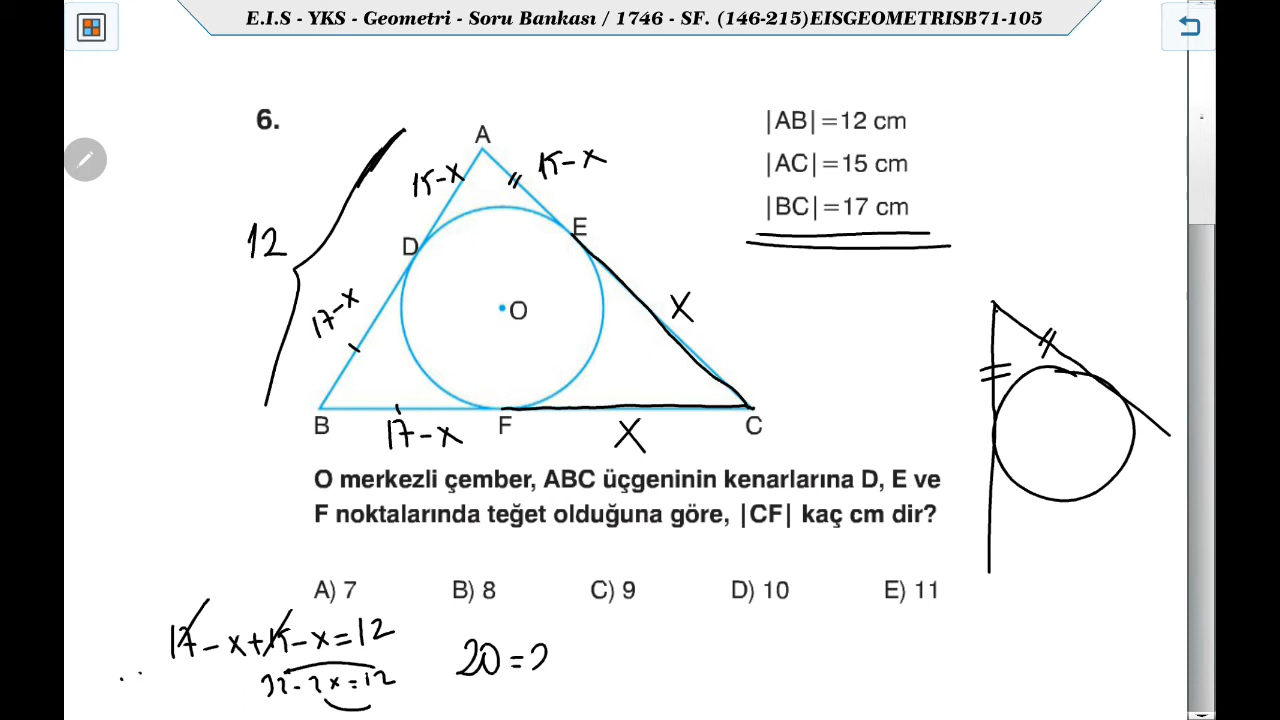 E.I.S - YKS - Geometri - Soru Bankası / 1746 - SF. (146-215)EISGEOMETRISB71-105
6.
|AB|=12 cm
|AC|=15 cm
|BC|=17 cm
A
15-x
15-x
12
D
E
17-x
O
x
B
17-x
F
x
C
O merkezli çember, ABC üçgeninin kenarlarına D, E ve
F noktalarında teğet olduğuna göre, |CF| kaç cm dir?
A) 7 B) 8 C) 9 D) 10 E) 11
17-x+15-x=12
32-2x=12
20=2